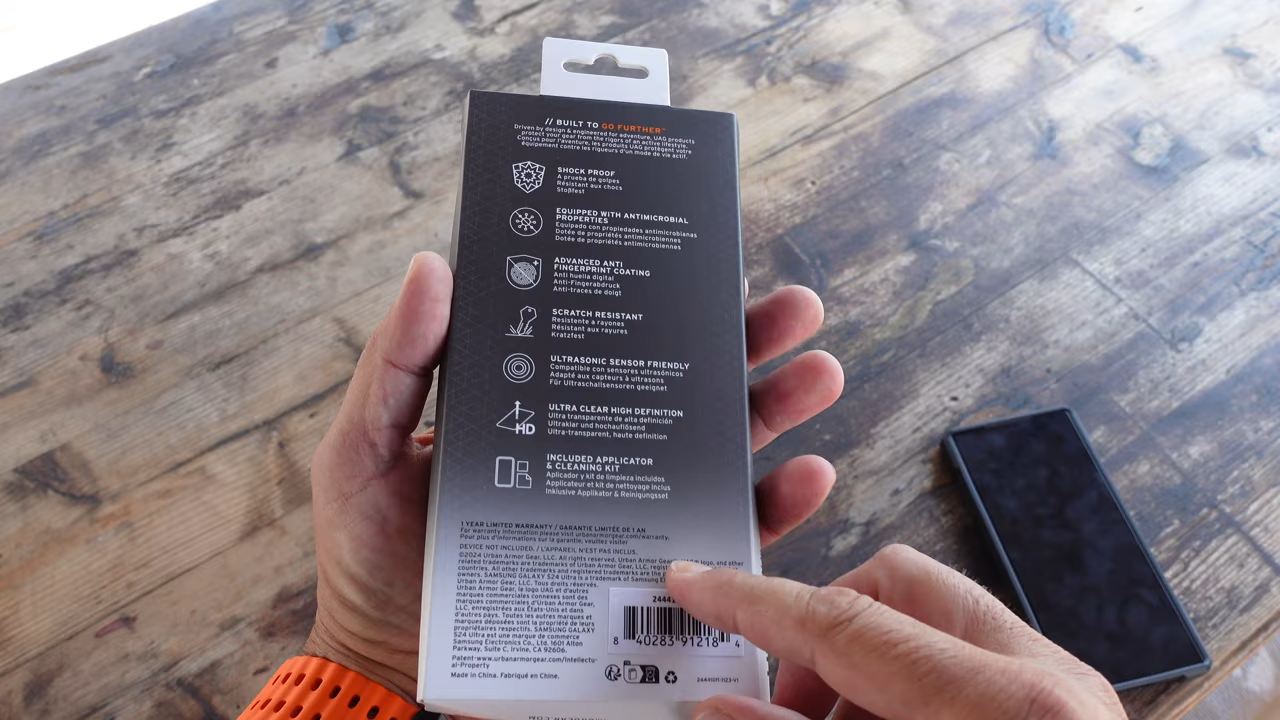 // BUILT TO GO FURTHER™
Driven by design & engineered for adventure, UAG products
protect your gear from the rigors of an active lifestyle.
Conçus pour l'aventure, les produits UAG protègent votre
équipement contre les rigueurs d'un mode de vie actif.
SHOCK PROOF
A prueba de golpes
Résistant aux chocs
Stoßfest
EQUIPPED WITH ANTIMICROBIAL
PROPERTIES
Equipado con propiedades antimicrobianas
Dotée de propriétés antimicrobiennes
Dotée de propriétés antimicrobiennes
ADVANCED ANTI
FINGERPRINT COATING
Anti huella digital
Anti-Fingerabdruck
Anti-traces de doigt
SCRATCH RESISTANT
Resistente a rayones
Résistant aux rayures
Kratzfest
ULTRASONIC SENSOR FRIENDLY
Compatible con sensores ultrasónicos
Adapté aux capteurs à ultrasons
Für Ultraschallsensoren geeignet
HD
ULTRA CLEAR HIGH DEFINITION
Ultra transparente de alta definición
Ultraklar und hochauflösend
Ultra-transparent, haute definition
INCLUDED APPLICATOR
& CLEANING KIT
Aplicador y kit de limpieza incluidos
Applicateur et kit de nettoyage inclus
Inklusive Applikator & Reinigungsset
1 YEAR LIMITED WARRANTY / GARANTIE LIMITÉE DE 1 AN
For warranty information please visit urbanarmorgear.com/warranty.
Pour plus d'informations sur la garantie, veuillez visiter
DEVICE NOT INCLUDED. / L'APPAREIL N'EST PAS INCLUS.
©2024 Urban Armor Gear, LLC. All rights reserved. Urban Armor Gear, logo, and other
related trademarks are trademarks of Urban Armor Gear, LLC,
countries. All other trademarks and registered trademarks are the
owners. SAMSUNG GALAXY S24 Ultra is a trademark of Samsung
Urban Armor Gear, LLC. Tous droits réservés.
Urban Armor Gear, le logo UAG et d'autres
marques commerciales connexes sont des
marques commerciales d'Urban Armor Gear,
LLC, enregistrées aux États-Unis et dans
d'autres pays. Toutes les autres marques et
marques déposées sont la propriété de leurs
propriétaires respectifs. SAMSUNG GALAXY
S24 Ultra est une marque de commerce
Samsung Electronics Co., Ltd. 1601 Alton
Parkway, Suite C, Irvine, CA 92606.
Patent-www.urbanarmorgear.com/intellectu-
al-Property
Made in China. Fabriqué en Chine.
8 40283 91218 4